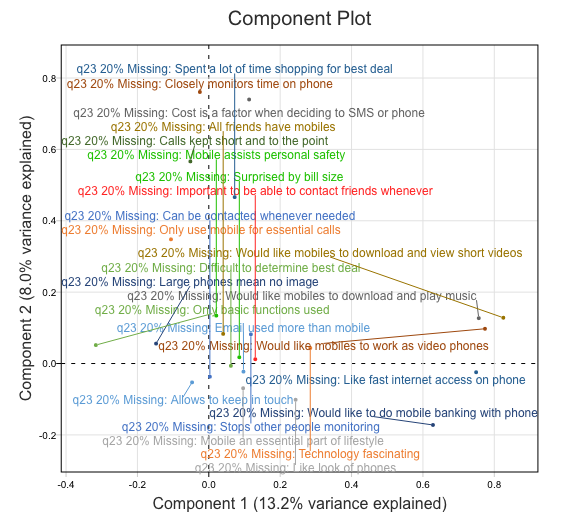 Component Plot
q23 20% Missing: Spent a lot of time shopping for best deal
q23 20% Missing: Closely monitors time on phone
q23 20% Missing: Cost is a factor when deciding to SMS or phone
q23 20% Missing: All friends have mobiles
q23 20% Missing: Calls kept short and to the point
q23 20% Missing: Mobile assists personal safety
q23 20% Missing: Surprised by bill size
q23 20% Missing: Important to be able to contact friends whenever
q23 20% Missing: Can be contacted whenever needed
q23 20% Missing: Only use mobile for essential calls
q23 20% Missing: Would like mobiles to download and view short videos
q23 20% Missing: Difficult to determine best deal
q23 20% Missing: Large phones mean no image
q23 20% Missing: Would like mobiles to download and play music
q23 20% Missing: Only basic functions used
q23 20% Missing: Email used more than mobile
q23 20% Missing: Would like mobiles to work as video phones
q23 20% Missing: Like fast internet access on phone
q23 20% Missing: Allows to keep in touch
q23 20% Missing: Would like to do mobile banking with phone
q23 20% Missing: Stops other people monitoring
q23 20% Missing: Mobile an essential part of lifestyle
q23 20% Missing: Technology fascinating
q23 20% Missing: I like look of phones
0.8
0.6
0.4
0.2
0.0
-0.2
-0.4
-0.2
0.0
0.2
0.4
0.6
0.8
Component 2 (8.0% variance explained)
Component 1 (13.2% variance explained)